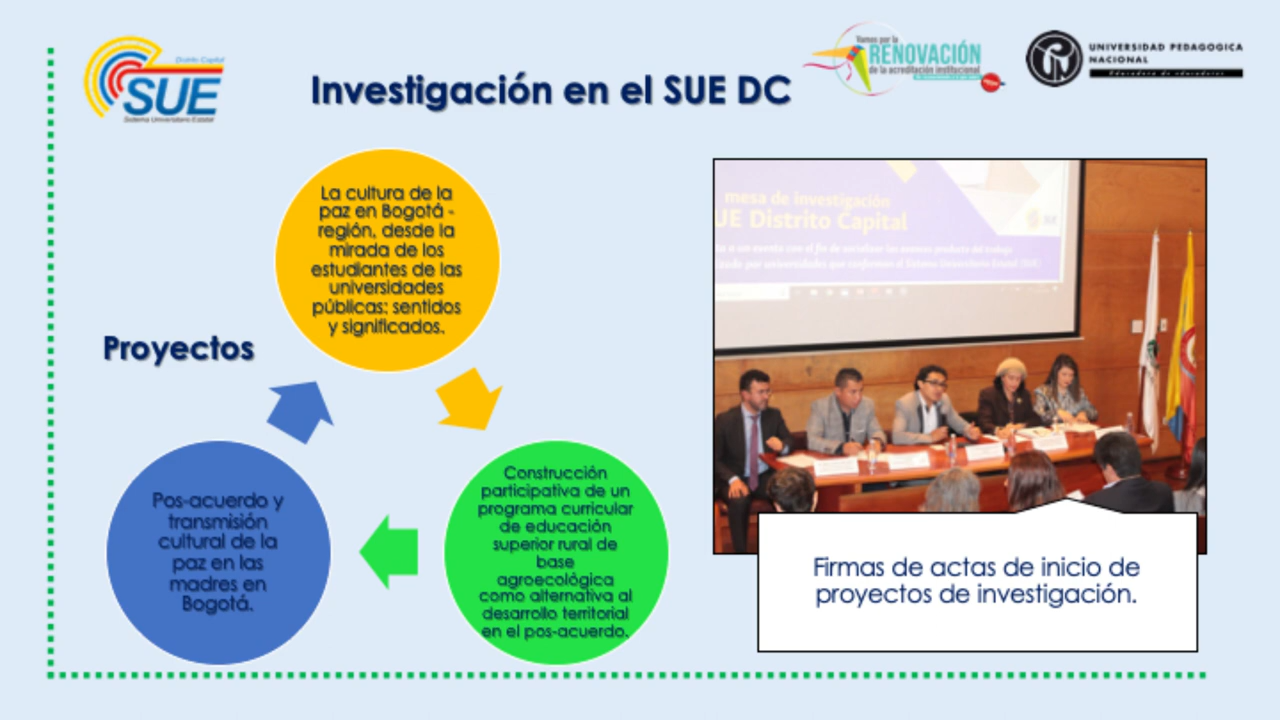 Distrito Capital
SUE
Sistema Universitario Estatal
Investigación en el SUE DC
Vamos por la
RENOVACIÓN
de la acreditación institucional
UNIVERSIDAD PEDAGOGICA
NACIONAL
Educadora de educadores
La cultura de la
paz en Bogotá -
región, desde la
mirada de los
estudiantes de las
universidades
públicas: sentidos
y significados.
Proyectos
Construcción
participativa de un
programa curricular
de educación
superior rural de
base
agroecológica
como alternativa al
desarrollo territorial
en el pos-acuerdo.
Pos-acuerdo y
transmisión
cultural de la
paz en las
madres en
Bogotá.
mesa de investigación
UE Distrito Capital
SUE
Firmas de actas de inicio de
proyectos de investigación.